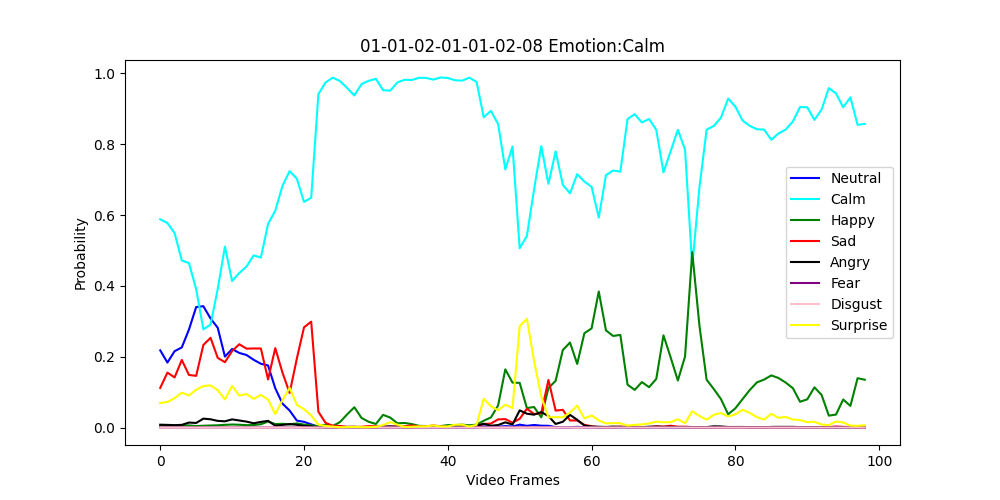 01-01-02-01-01-02-08 Emotion:Calm
Probability
1.0
0.8
0.6
0.4
0.2
0.0
Neutral
Calm
Happy
Sad
Angry
Fear
Disgust
Surprise
0 20 40 60 80 100
Video Frames